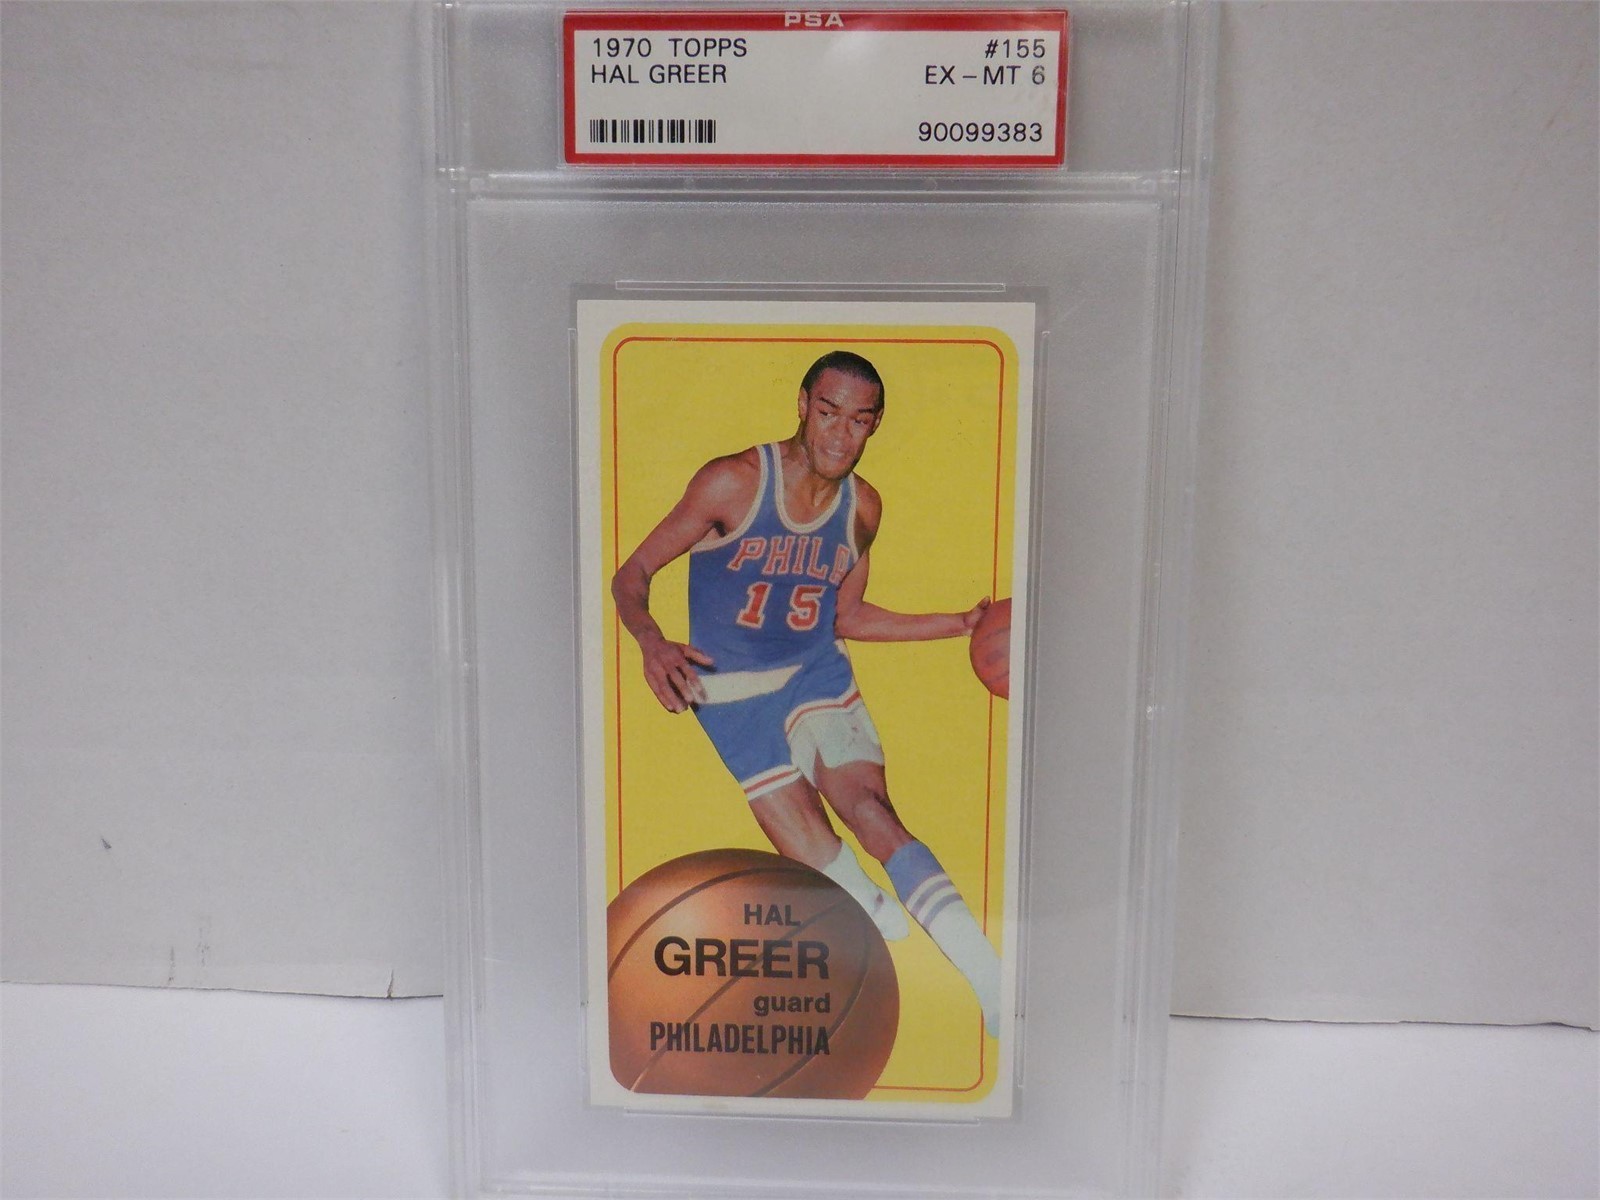 PSA
1970 TOPPS #155
HAL GREER EX-MT 6
90099383
PHILA
15
HAL
GREER
guard
PHILADELPHIA